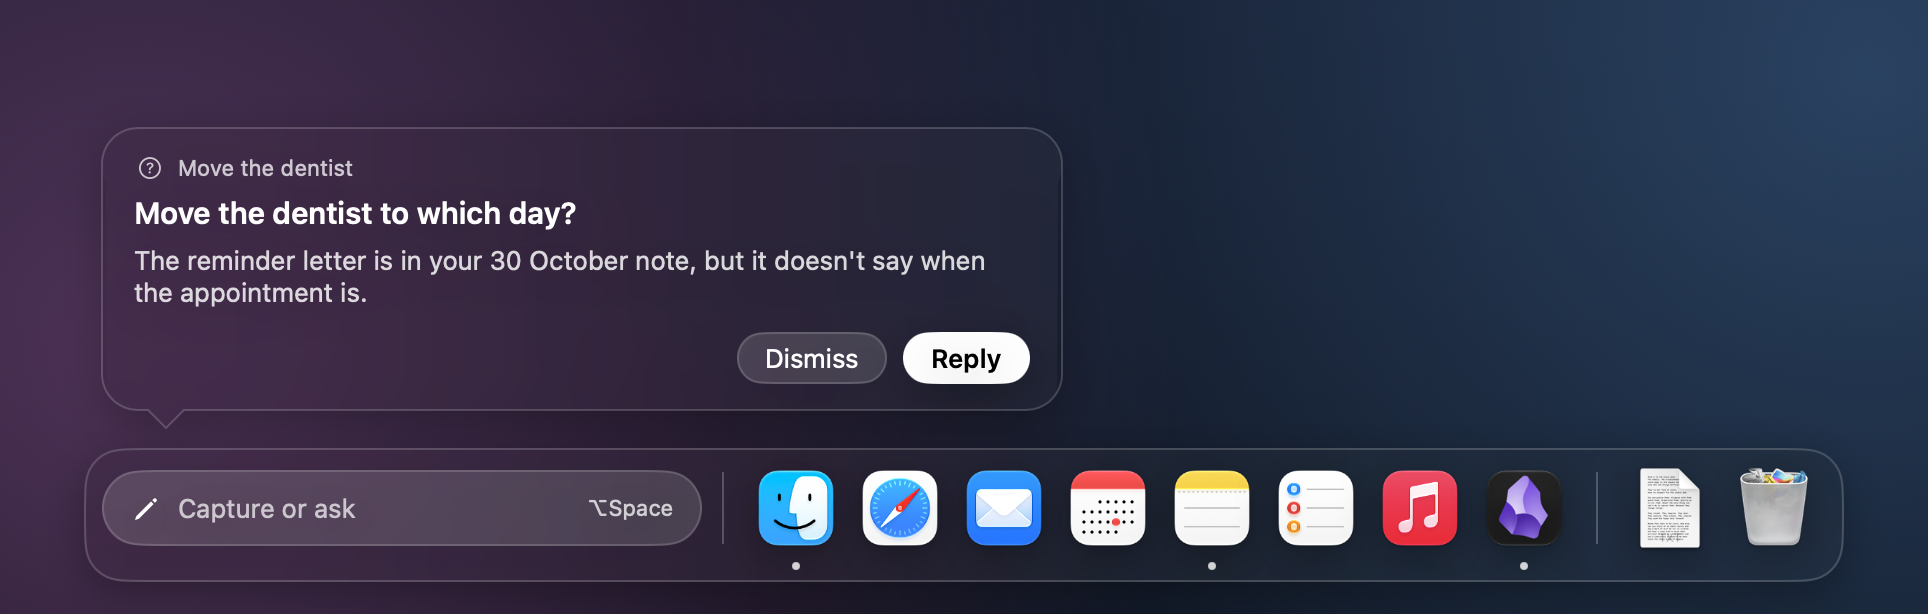 Move the dentist
Move the dentist to which day?
The reminder letter is in your 30 October note, but it doesn't say when
the appointment is.
Dismiss
Reply
Capture or ask
⌥Space